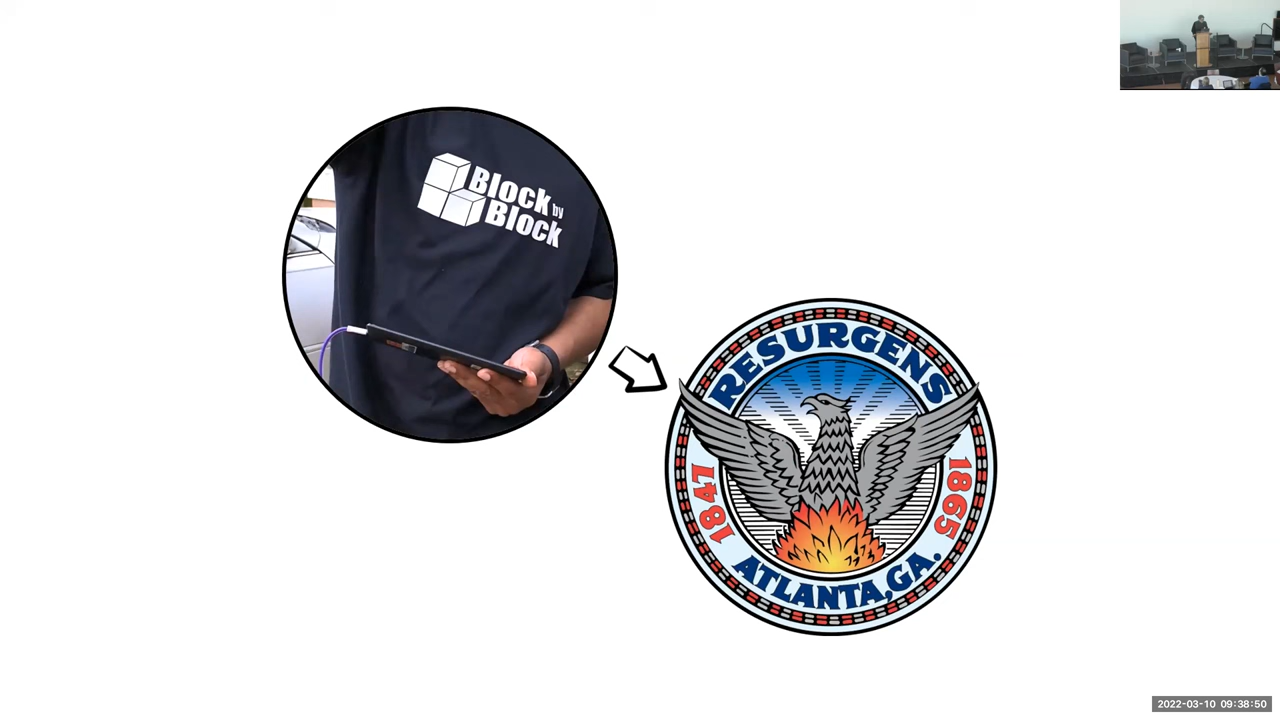 Block by
Block
RESURGENS
1847
1865
ATLANTA, GA.
2022-03-10 09:38:50